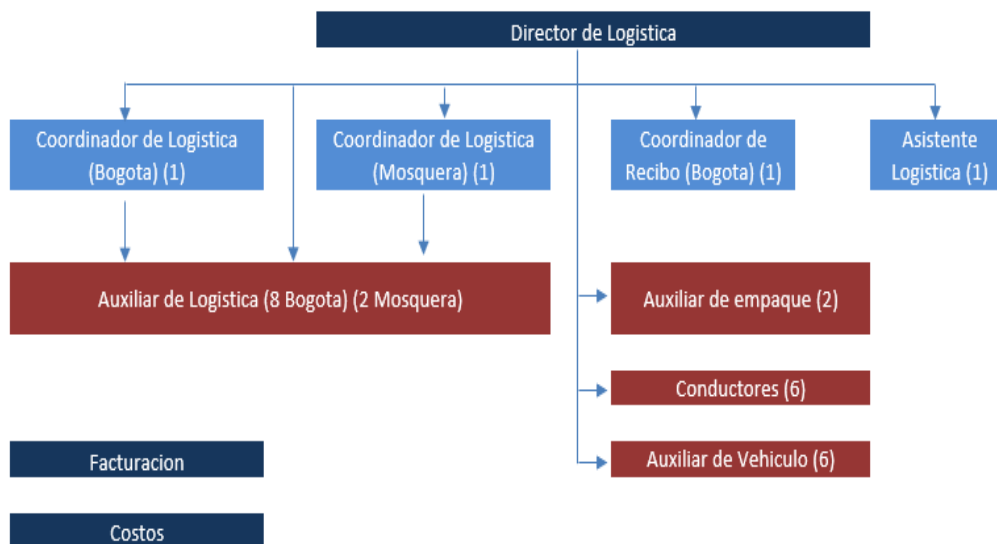 Director de Logistica
Coordinador de Logistica
(Bogota) (1)
Coordinador de Logistica
(Mosquera) (1)
Coordinador de
Recibo (Bogota) (1)
Asistente
Logistica (1)
Auxiliar de Logistica (8 Bogota) (2 Mosquera)
Auxiliar de empaque (2)
Conductores (6)
Facturacion
Auxiliar de Vehiculo (6)
Costos